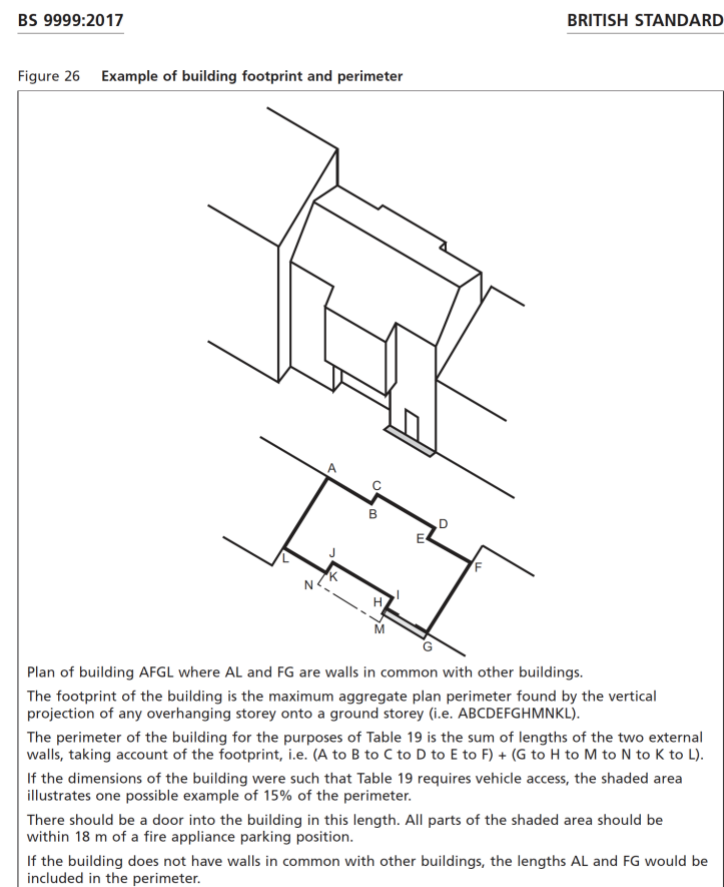 BS 9999:2017
BRITISH STANDARD
Figure 26 Example of building footprint and perimeter
A
C
B
D
E
F
L
J
K
N
I
H
M
G
Plan of building AFGL where AL and FG are walls in common with other buildings.
The footprint of the building is the maximum aggregate plan perimeter found by the vertical
projection of any overhanging storey onto a ground storey (i.e. ABCDEFGHMNKL).
The perimeter of the building for the purposes of Table 19 is the sum of lengths of the two external
walls, taking account of the footprint, i.e. (A to B to C to D to E to F) + (G to H to M to N to K to L).
If the dimensions of the building were such that Table 19 requires vehicle access, the shaded area
illustrates one possible example of 15% of the perimeter.
There should be a door into the building in this length. All parts of the shaded area should be
within 18 m of a fire appliance parking position.
If the building does not have walls in common with other buildings, the lengths AL and FG would be
included in the perimeter.